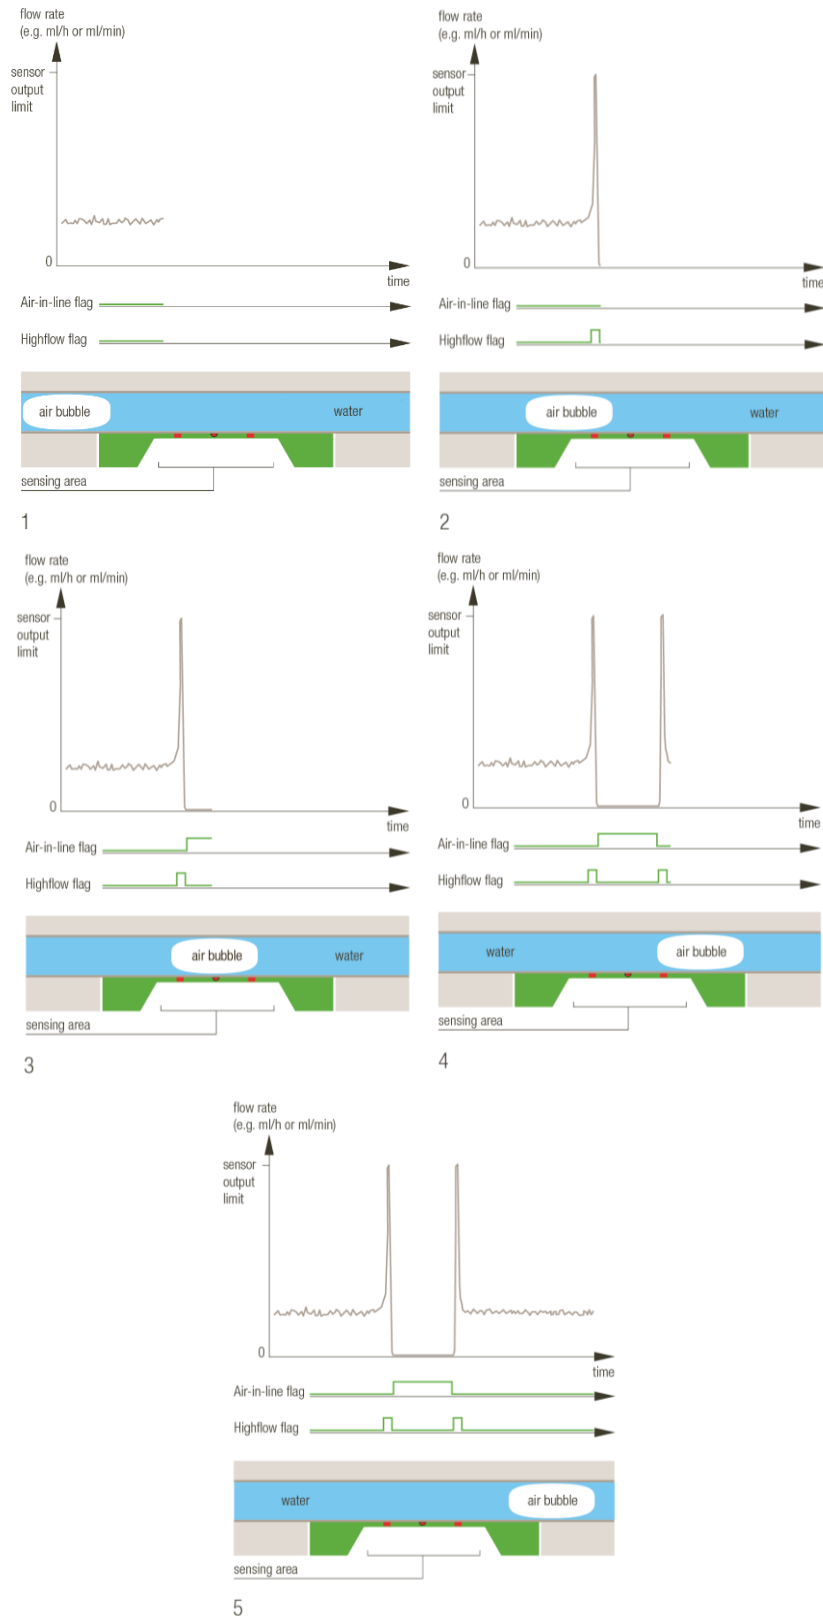 flow rate
(e.g. ml/h or ml/min)
sensor
output
limit
0
time
Air-in-line flag
Highflow flag
air bubble
water
sensing area
1
flow rate
(e.g. ml/h or ml/min)
sensor
output
limit
0
time
Air-in-line flag
Highflow flag
air bubble
water
sensing area
2
flow rate
(e.g. ml/h or ml/min)
sensor
output
limit
0
time
Air-in-line flag
Highflow flag
air bubble
water
sensing area
3
flow rate
(e.g. ml/h or ml/min)
sensor
output
limit
0
time
Air-in-line flag
Highflow flag
water
air bubble
sensing area
4
flow rate
(e.g. ml/h or ml/min)
sensor
output
limit
0
time
Air-in-line flag
Highflow flag
water
air bubble
sensing area
5